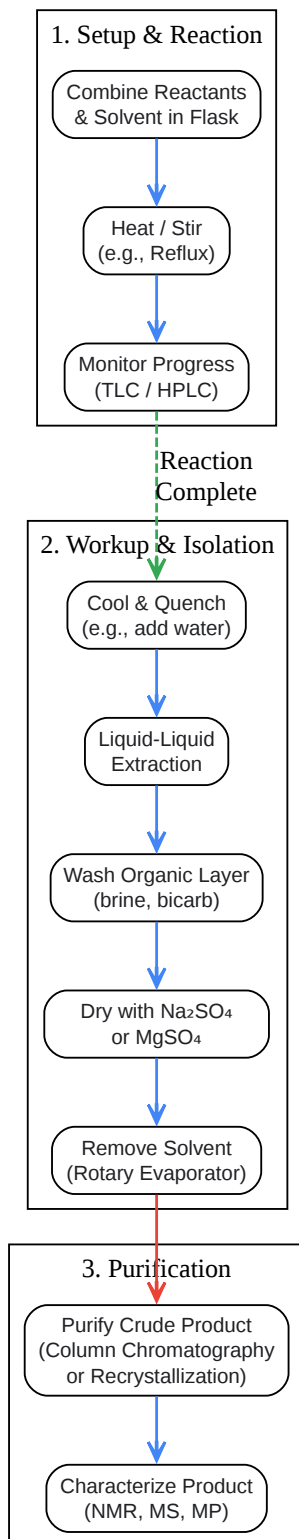 1. Setup & Reaction
Combine Reactants
& Solvent in Flask
Heat / Stir
(e.g., Reflux)
Monitor Progress
(TLC / HPLC)
Reaction
Complete
2. Workup & Isolation
Cool & Quench
(e.g., add water)
Liquid-Liquid
Extraction
Wash Organic Layer
(brine, bicarb)
Dry with Na₂SO₄
or MgSO₄
Remove Solvent
(Rotary Evaporator)
3. Purification
Purify Crude Product
(Column Chromatography
or Recrystallization)
Characterize Product
(NMR, MS, MP)